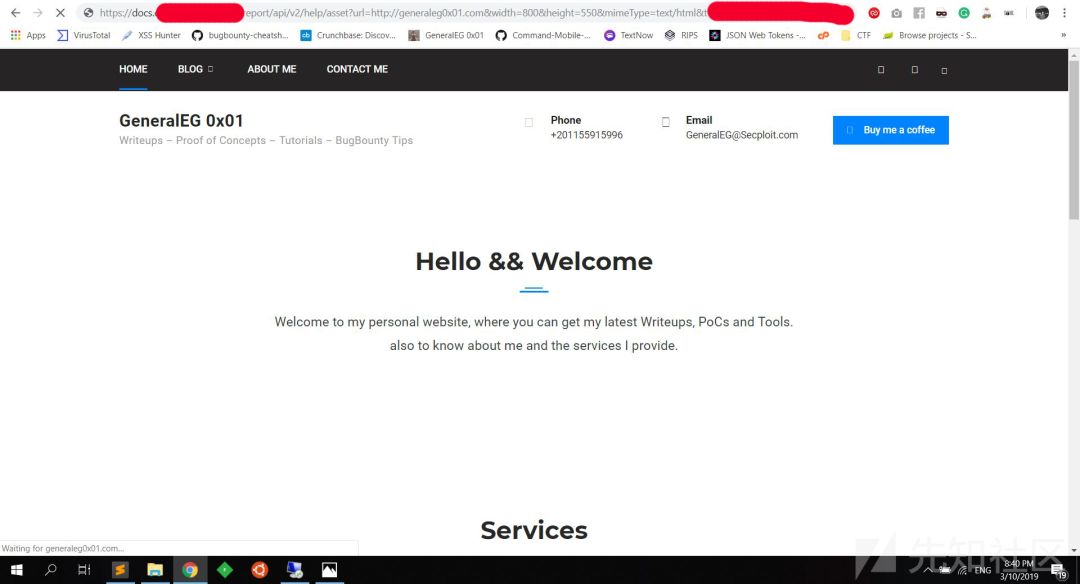 https://docs.
eport/api/v2/help/asset?url=http://generaleg0x01.com&width=800&height=550&mimeType=text/html&t
Apps VirusTotal XSS Hunter bugbounty-cheatsh... Crunchbase: Discov... GeneralEG 0x01 Command-Mobile-... TextNow RIPS JSON Web Tokens -... CTF Browse projects - S... »
HOME BLOG ABOUT ME CONTACT ME
GeneralEG 0x01
Writeups – Proof of Concepts – Tutorials – BugBounty Tips
Phone
+201155915996
Email
GeneralEG@Secploit.com
Buy me a coffee
Hello && Welcome
Welcome to my personal website, where you can get my latest Writeups, PoCs and Tools.
also to know about me and the services I provide.
Services
Waiting for generaleg0x01.com...
先知社区
ENG
8:40 PM
3/10/2019
19